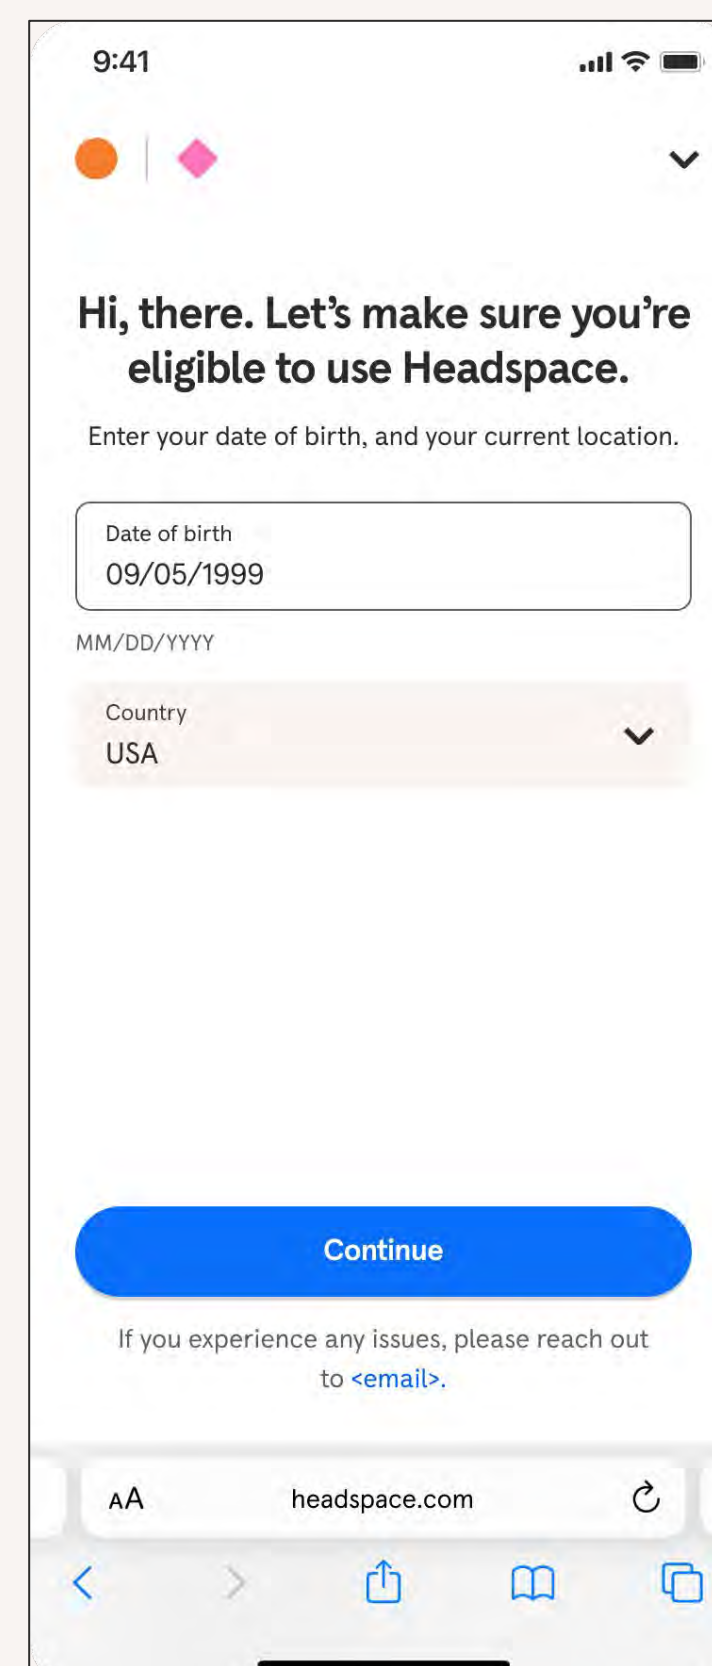 9:41
Hi, there. Let’s make sure you’re
eligible to use Headspace.
Enter your date of birth, and your current location.
Date of birth
09/05/1999
MM/DD/YYYY
Country
USA
Continue
If you experience any issues, please reach out
to <email>.
AA headspace.com